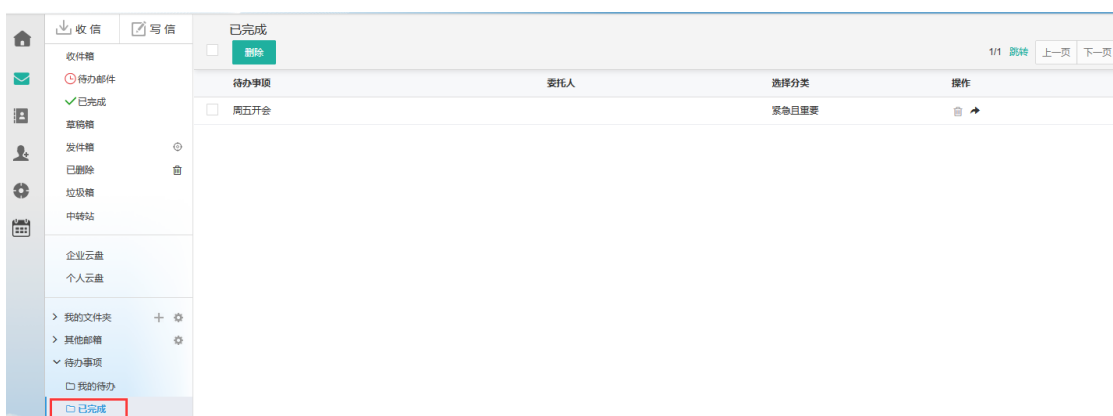 收信 写信
收件箱
待办邮件
已完成
草稿箱
发件箱
已删除
垃圾箱
中转站
企业云盘
个人云盘
我的文件夹
其他邮箱
待办事项
我的待办
已完成
已完成
删除
1/1 跳转 上一页 下一页
待办事项 委托人 选择分类 操作
周五开会 紧急且重要